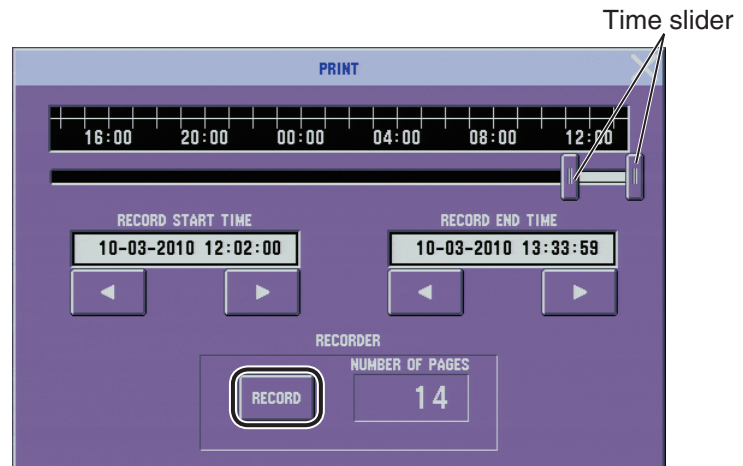 Time slider
PRINT
16:00 20:00 00:00 04:00 08:00 12:00
RECORD START TIME RECORD END TIME
10-03-2010 12:02:00 10-03-2010 13:33:59
RECORDER
NUMBER OF PAGES
RECORD 14